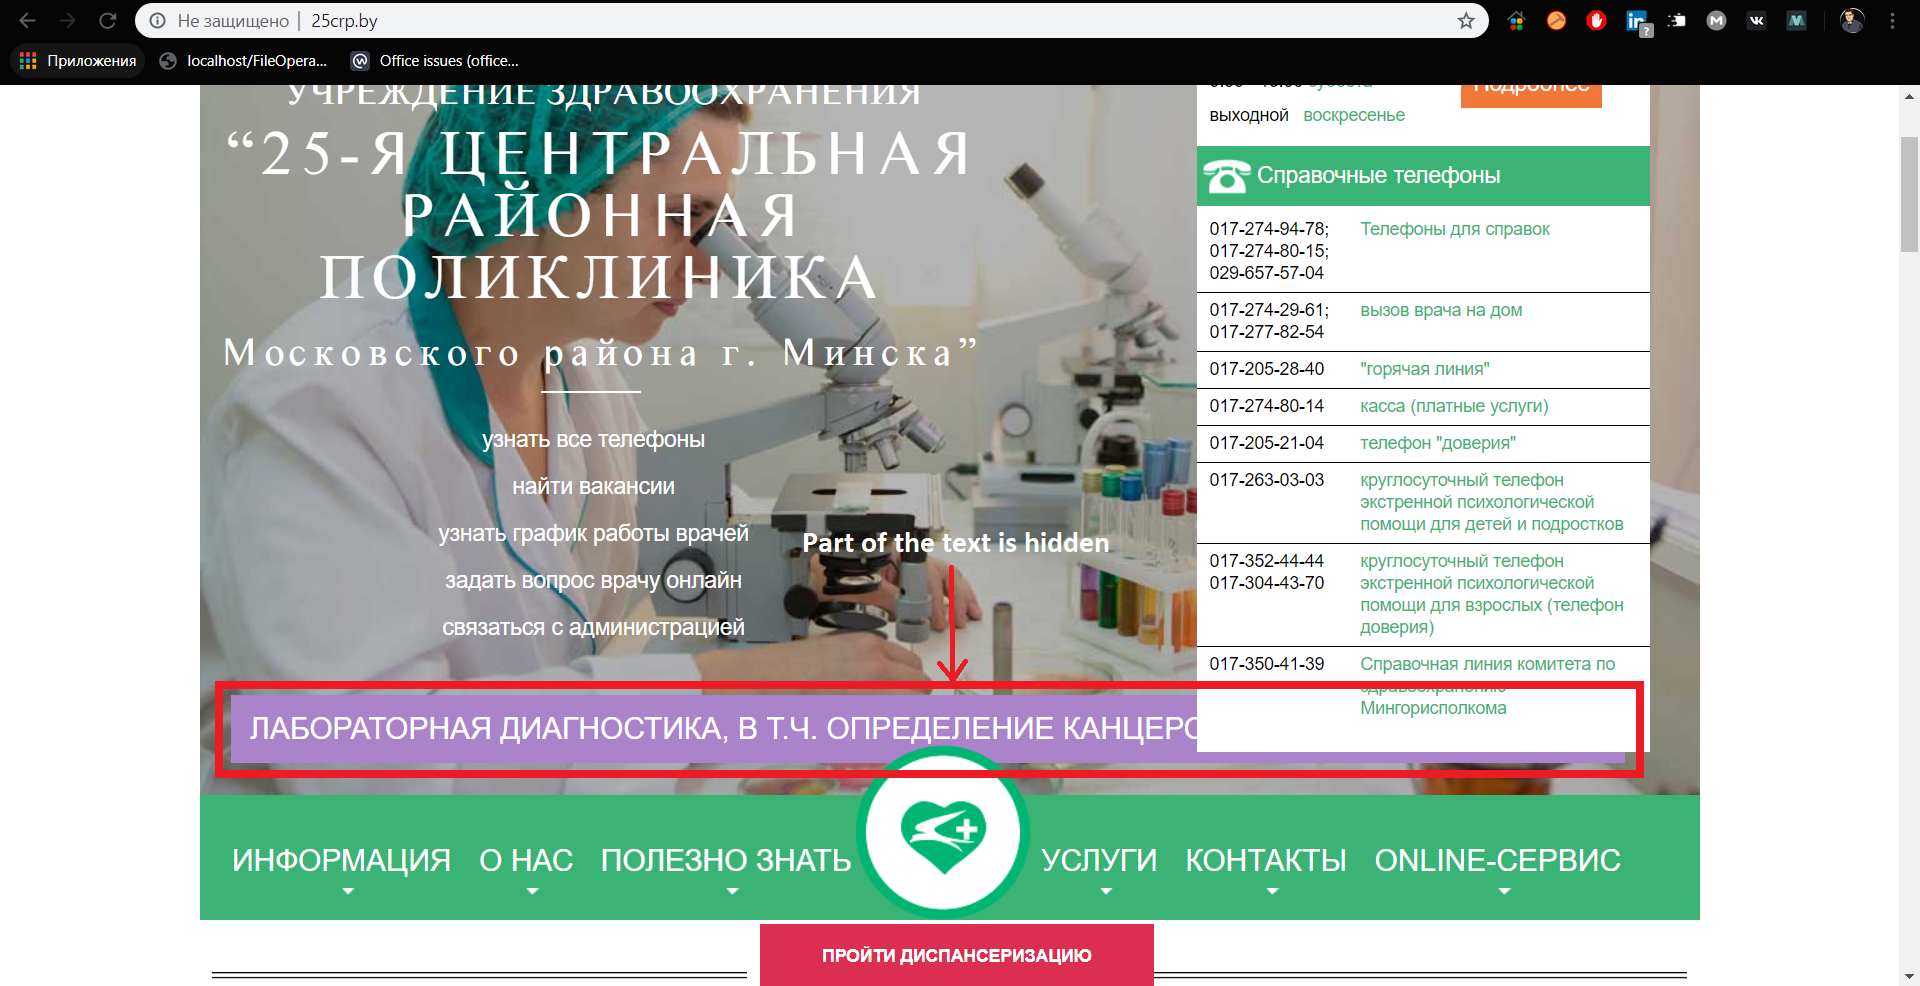 Не защищено | 25crp.by
Приложения
localhost/FileOpera...
Office issues (office...
УЧРЕЖДЕНИЕ ЗДРАВООХРАНЕНИЯ
“25-Я ЦЕНТРАЛЬНАЯ
РАЙОННАЯ
ПОЛИКЛИНИКА
Московского района г. Минска”
узнать все телефоны
найти вакансии
узнать график работы врачей
задать вопрос врачу онлайн
связаться с администрацией
Part of the text is hidden
суббота
Подробнее
выходной воскресенье
Справочные телефоны
017-274-94-78; Телефоны для справок
017-274-80-15;
029-657-57-04
017-274-29-61; вызов врача на дом
017-277-82-54
017-205-28-40 "горячая линия"
017-274-80-14 касса (платные услуги)
017-205-21-04 телефон "доверия"
017-263-03-03 круглосуточный телефон
экстренной психологической
помощи для детей и подростков
017-352-44-44 круглосуточный телефон
017-304-43-70 экстренной психологической
помощи для взрослых (телефон
доверия)
017-350-41-39 Справочная линия комитета по
здравоохранению
Мингорисполкома
ЛАБОРАТОРНАЯ ДИАГНОСТИКА, В Т.Ч. ОПРЕДЕЛЕНИЕ КАНЦЕРО
ИНФОРМАЦИЯ О НАС ПОЛЕЗНО ЗНАТЬ УСЛУГИ КОНТАКТЫ ONLINE-СЕРВИС
ПРОЙТИ ДИСПАНСЕРИЗАЦИЮ